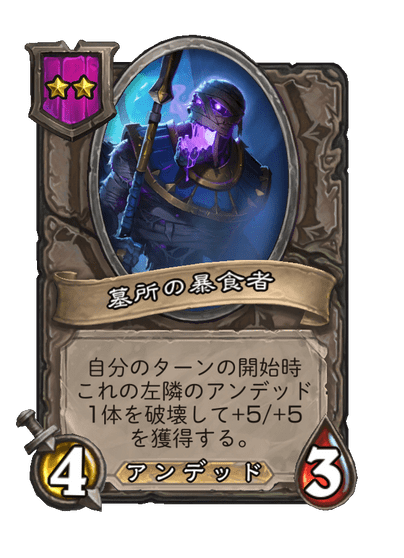 墓所の暴食者
自分のターンの開始時
これの左隣のアンデッド
1体を破壊して+5/+5
を獲得する。
4
アンデッド
3